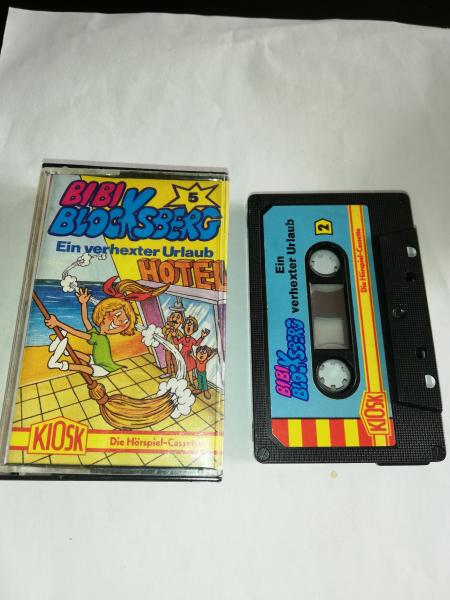 BIBI
BLOCKSBERG
5
Ein verhexter Urlaub
HOTEL
KIOSK
Die Hörspiel-Cassette
BIBI
BLOCKSBERG
Ein
verhexter Urlaub
2
KIOSK
Die Hörspiel-Cassette